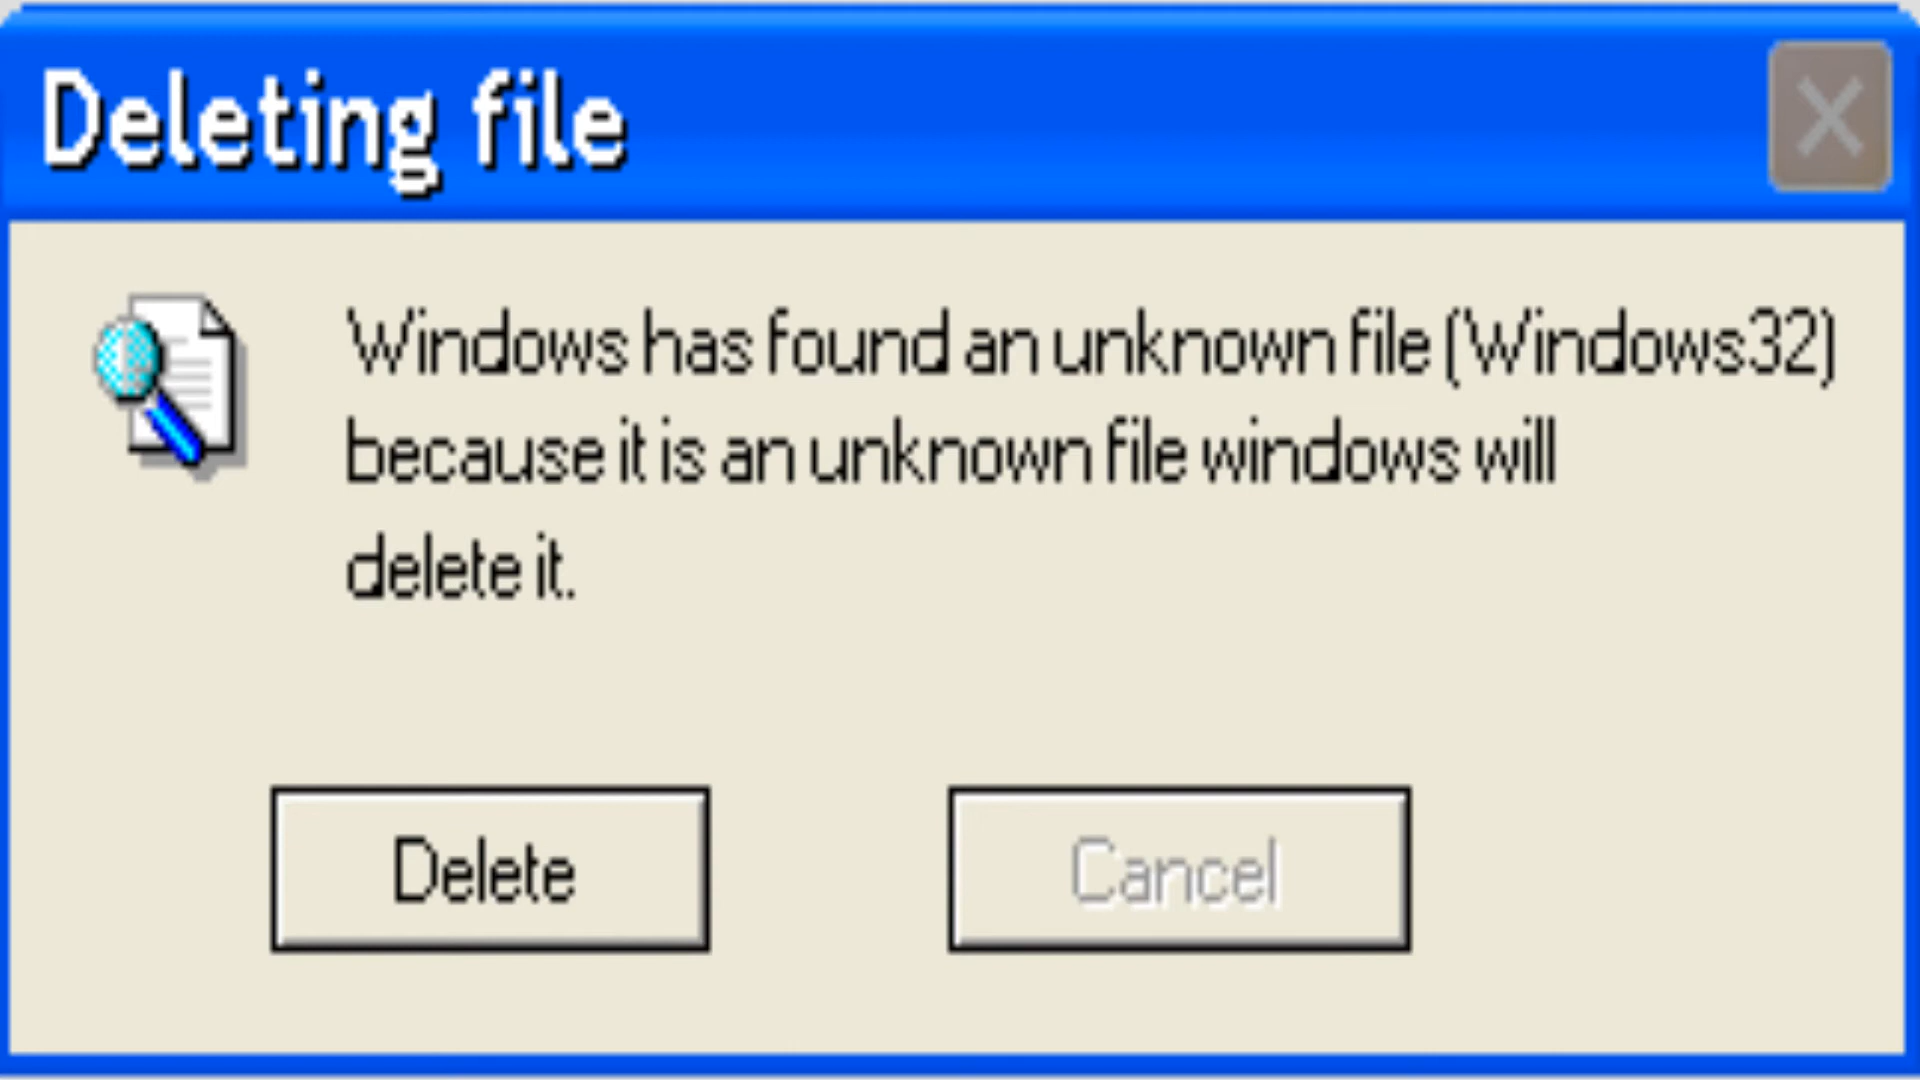 Deleting file
Windows has found an unknown file (Windows32)
because it is an unknown file windows will
delete it.
Delete
Cancel